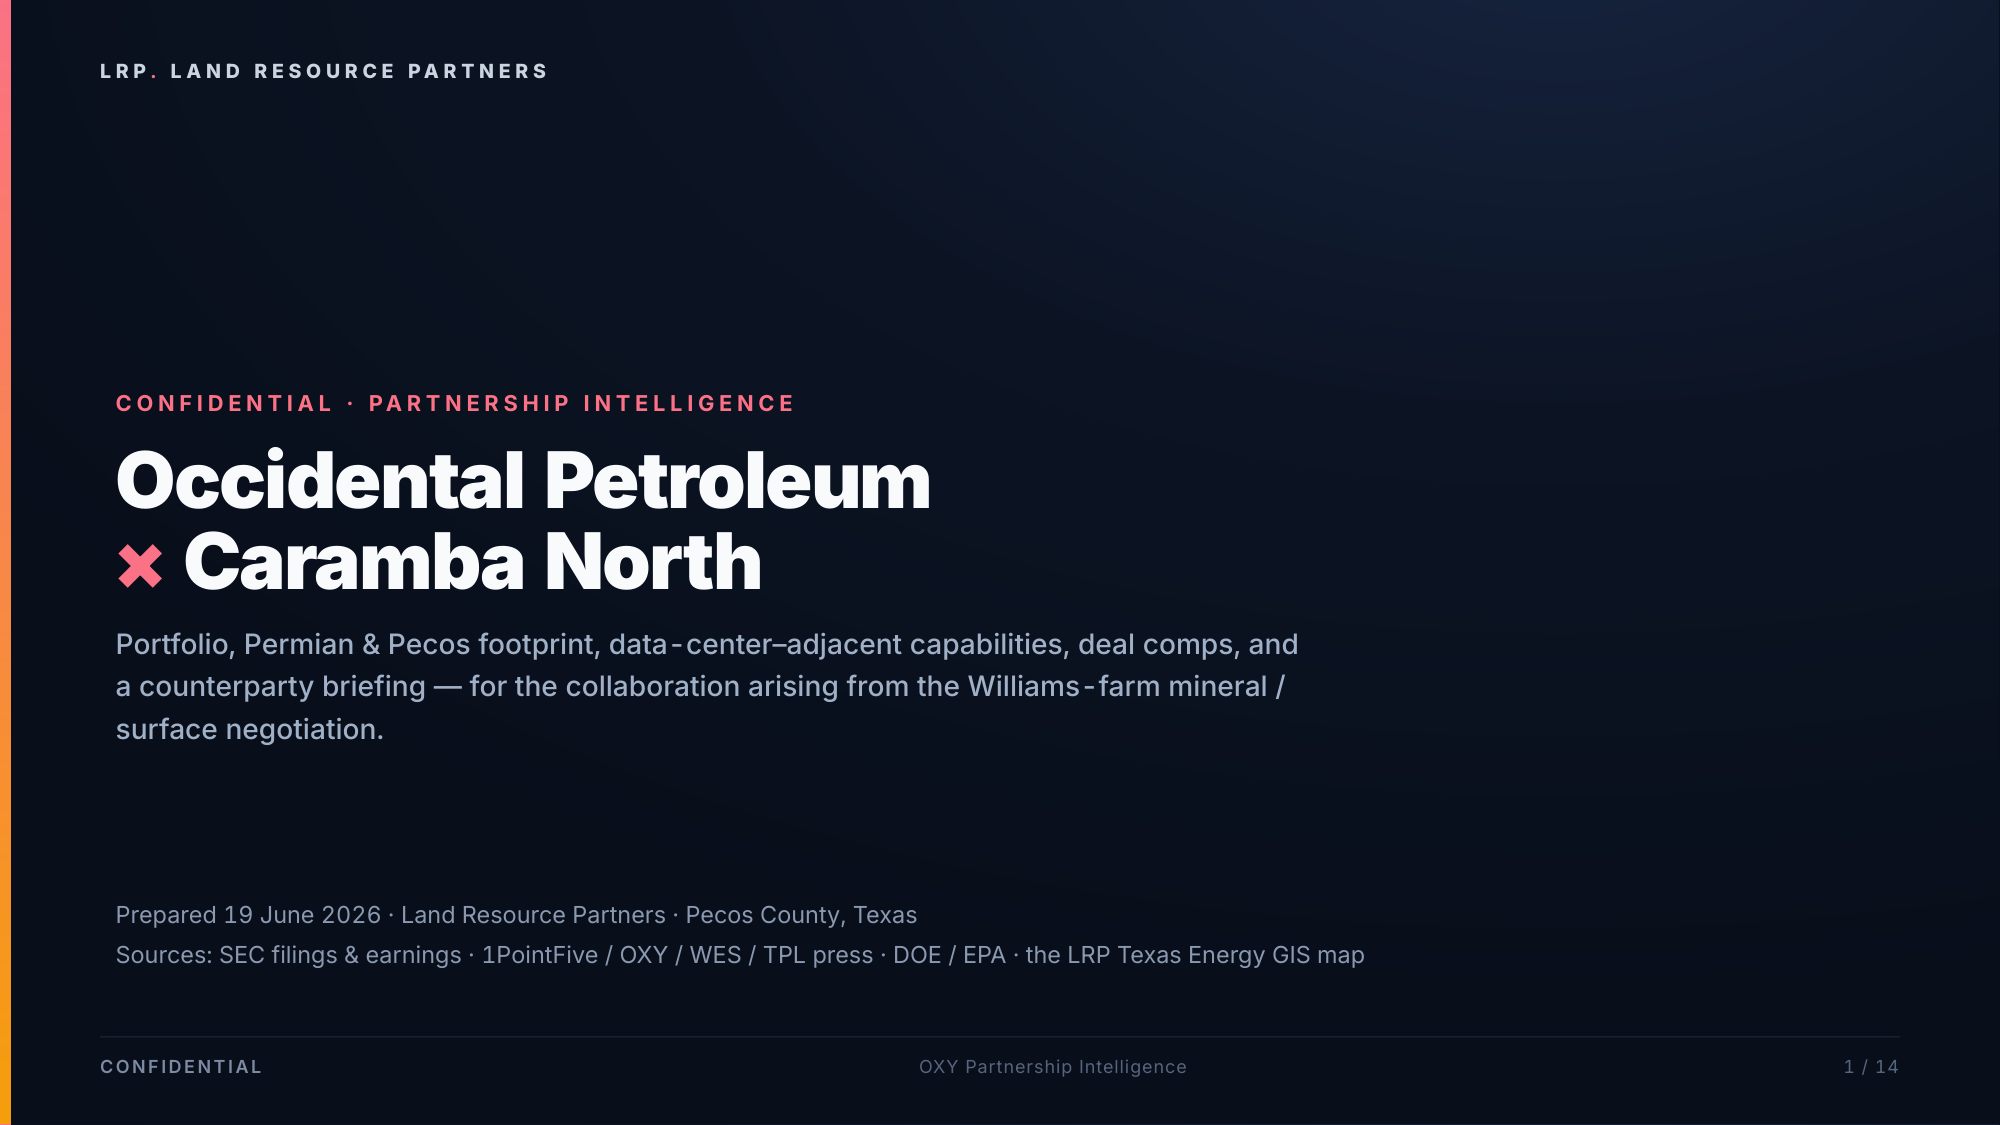 LRP. LAND RESOURCE PARTNERS
CONFIDENTIAL · PARTNERSHIP INTELLIGENCE
Occidental Petroleum
✖ Caramba North
Portfolio, Permian & Pecos footprint, data-center–adjacent capabilities, deal comps, and
a counterparty briefing — for the collaboration arising from the Williams-farm mineral /
surface negotiation.
Prepared 19 June 2026 · Land Resource Partners · Pecos County, Texas
Sources: SEC filings & earnings · 1PointFive / OXY / WES / TPL press · DOE / EPA · the LRP Texas Energy GIS map
CONFIDENTIAL
OXY Partnership Intelligence
1 / 14